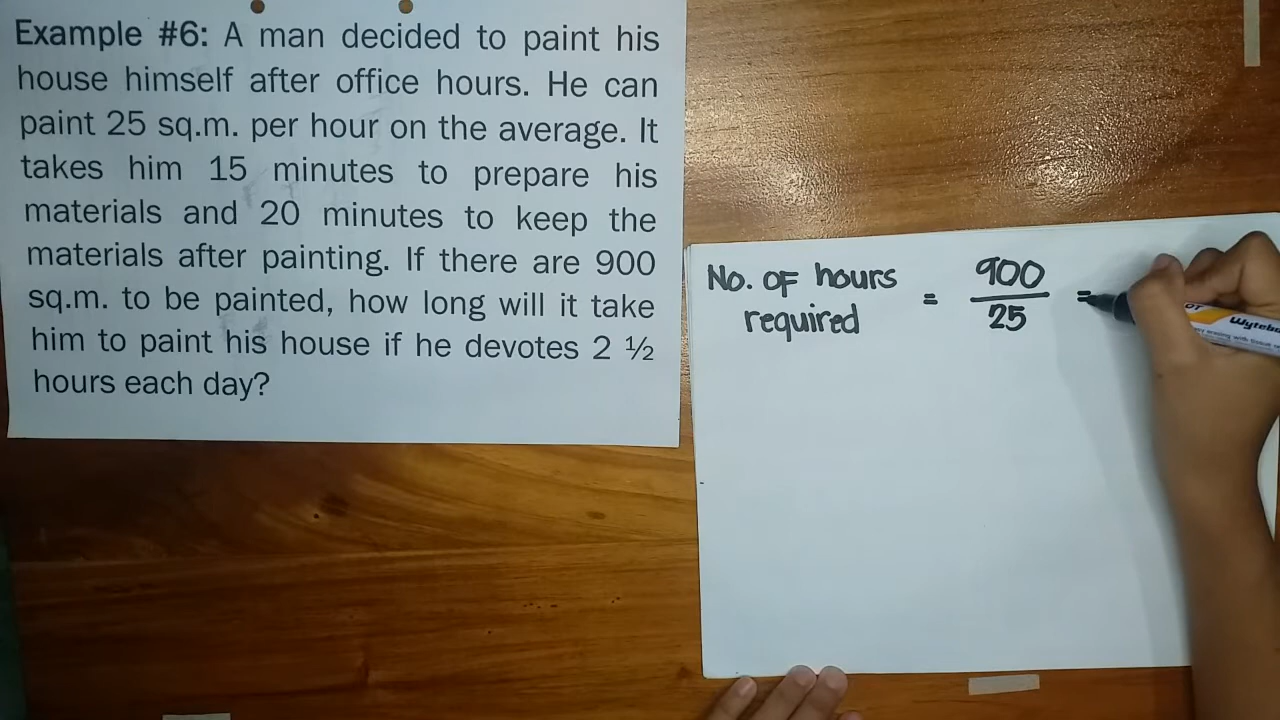 Example #6: A man decided to paint his
house himself after office hours. He can
paint 25 sq.m. per hour on the average. It
takes him 15 minutes to prepare his
materials and 20 minutes to keep the
materials after painting. If there are 900
sq.m. to be painted, how long will it take
him to paint his house if he devotes 2 ½
hours each day?
No. OF hours
required
= 900
25
=
Wytebo